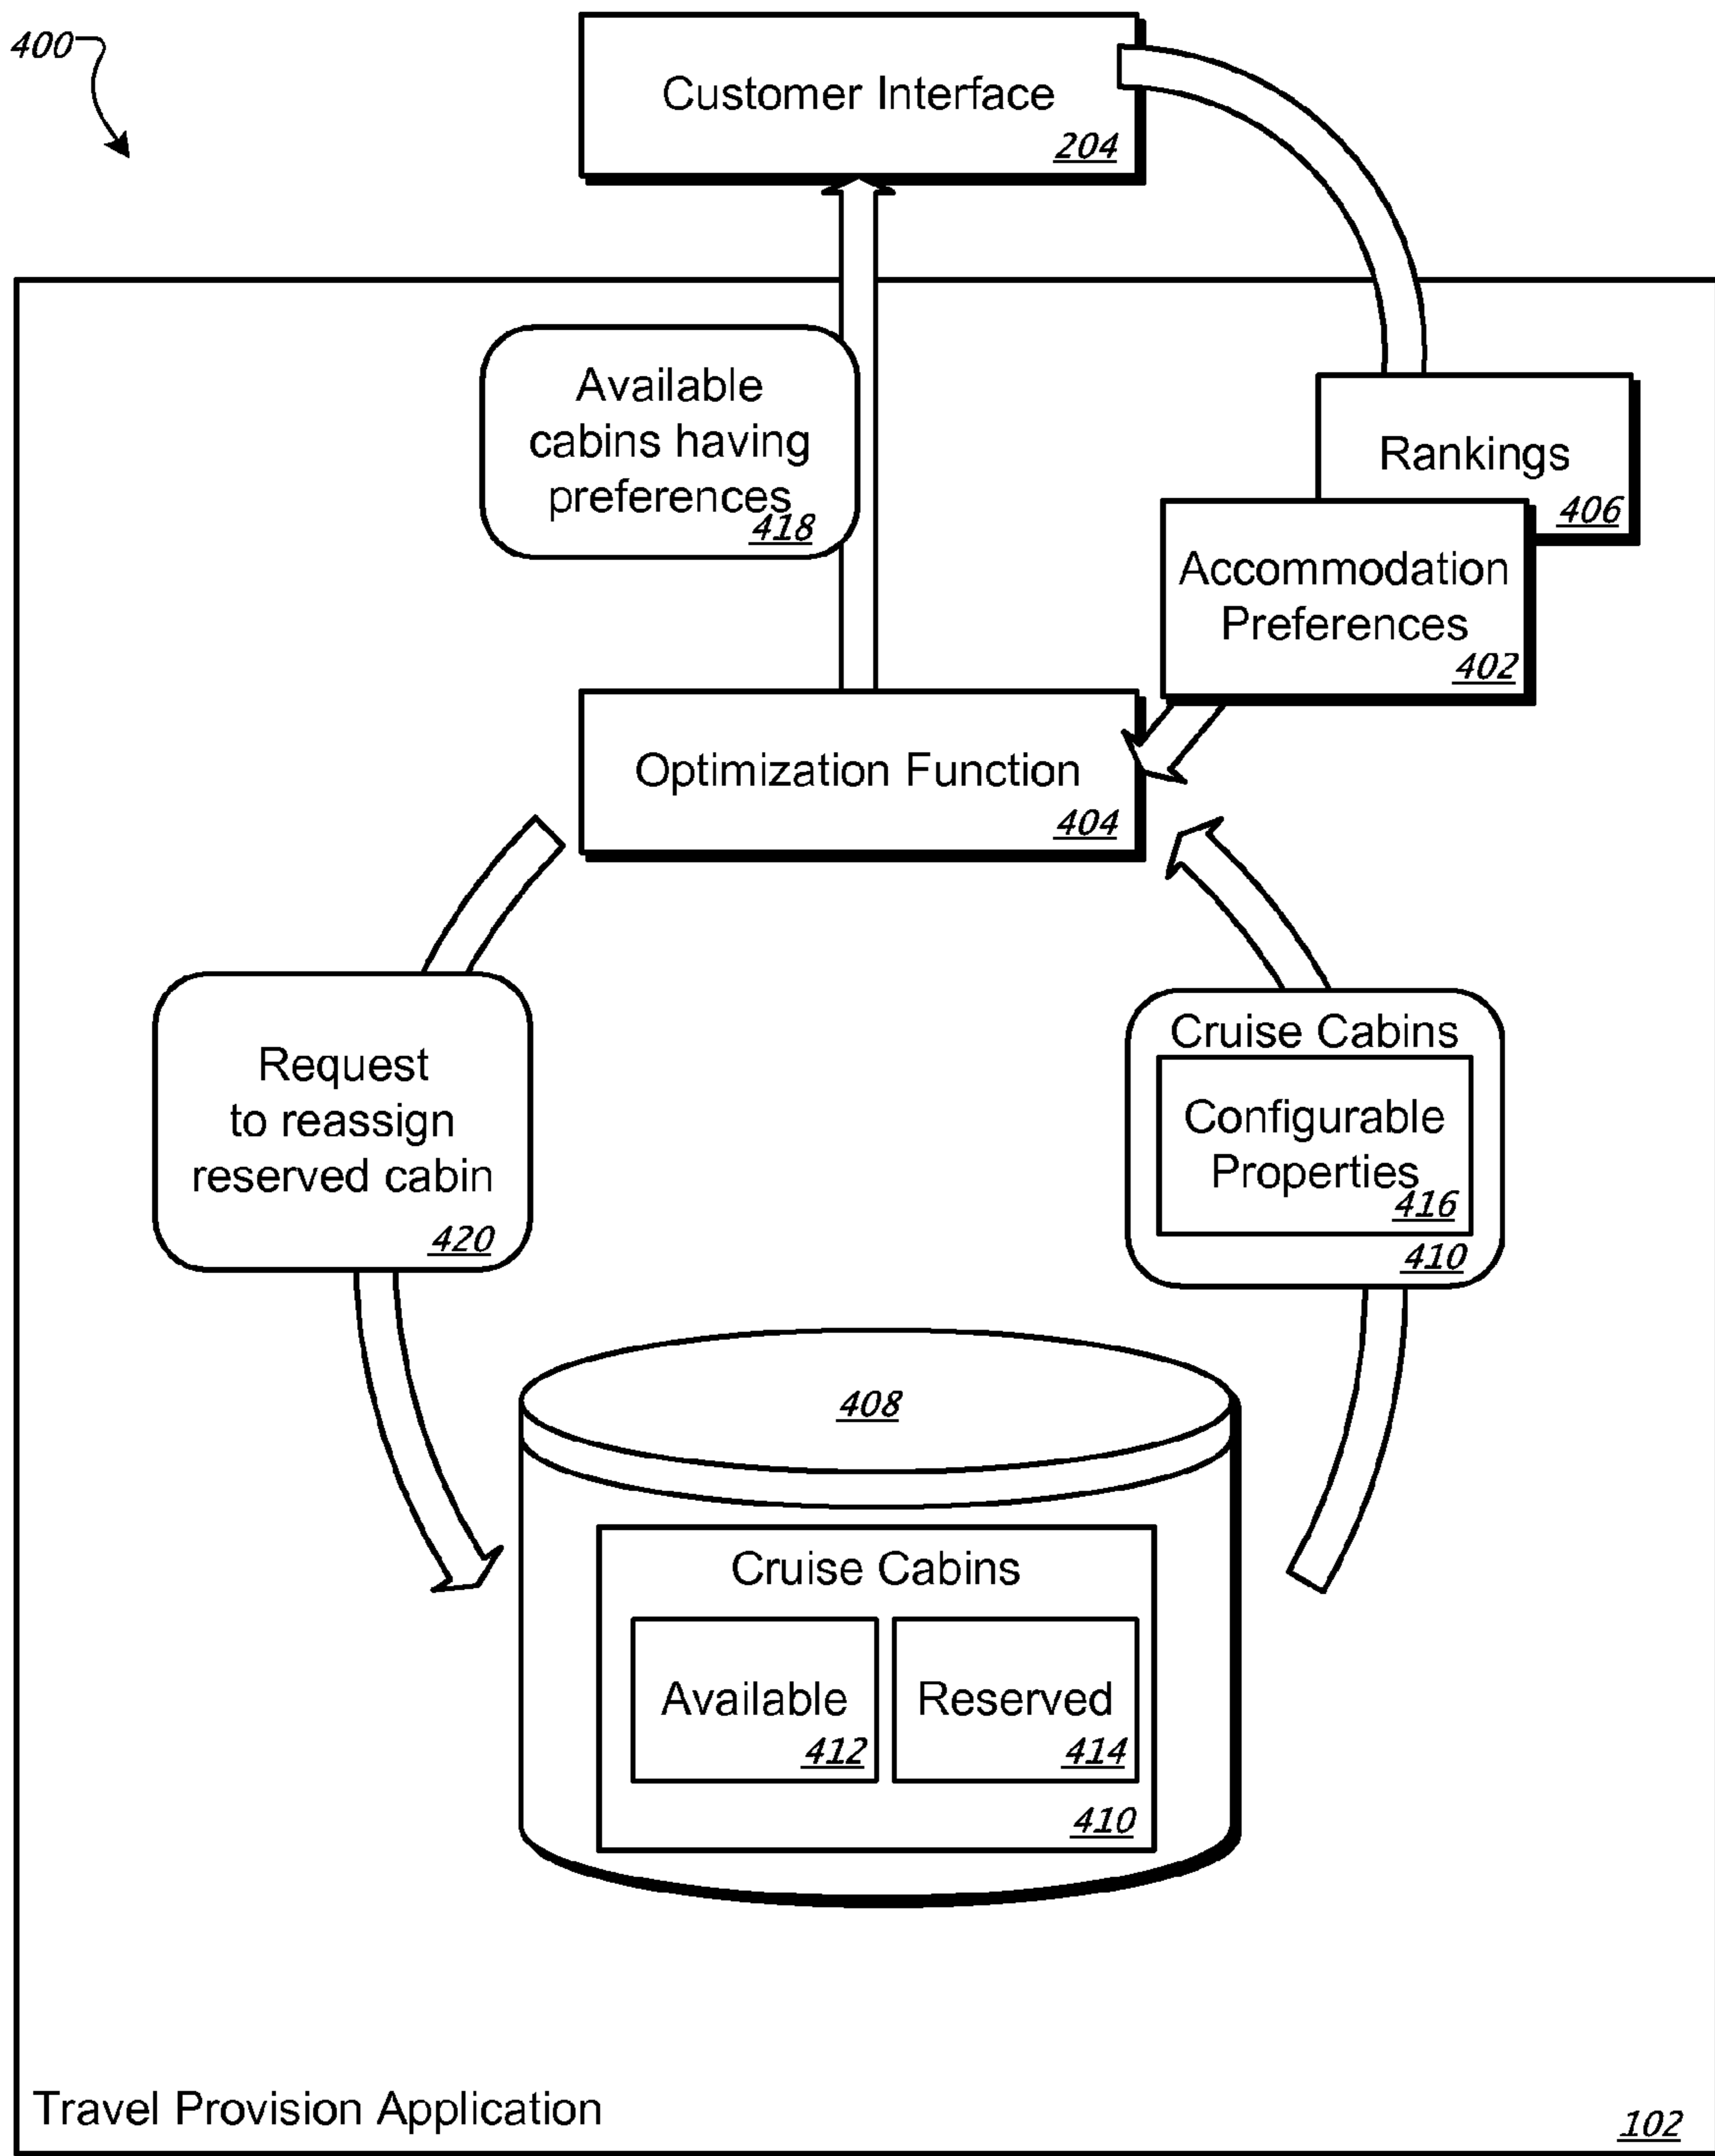 400
Customer Interface
204
Available
cabins having
preferences
418
Rankings
406
Accommodation
Preferences
402
Optimization Function
404
Request
to reassign
reserved cabin
420
Cruise Cabins
Configurable
Properties
416
410
408
Cruise Cabins
Available
412
Reserved
414
410
Travel Provision Application
102